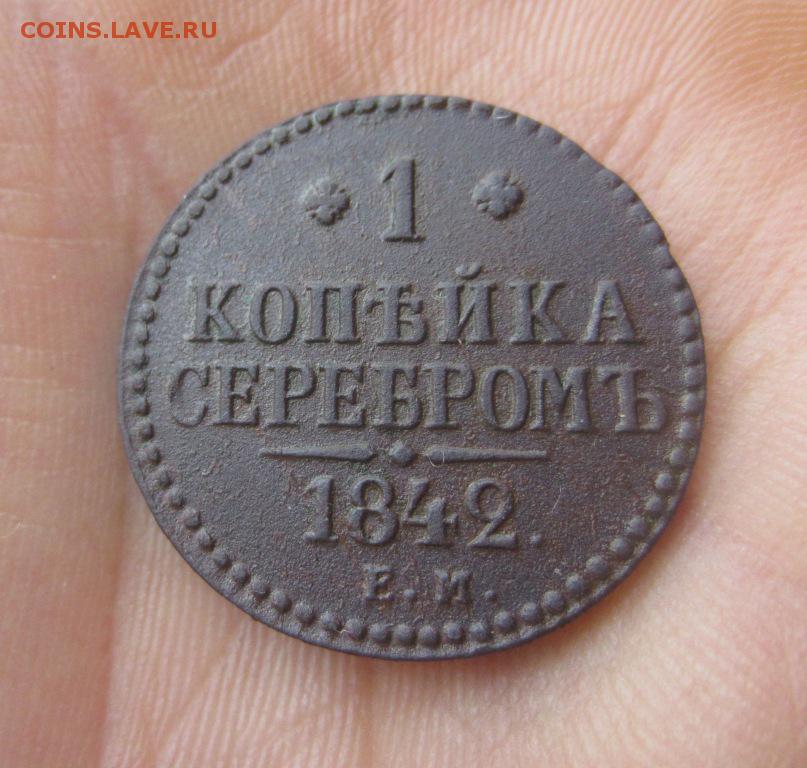 COINS.LAVE.RU
1
КОПѢЙКА
СЕРЕБРОМЪ
1842.
Е.М.